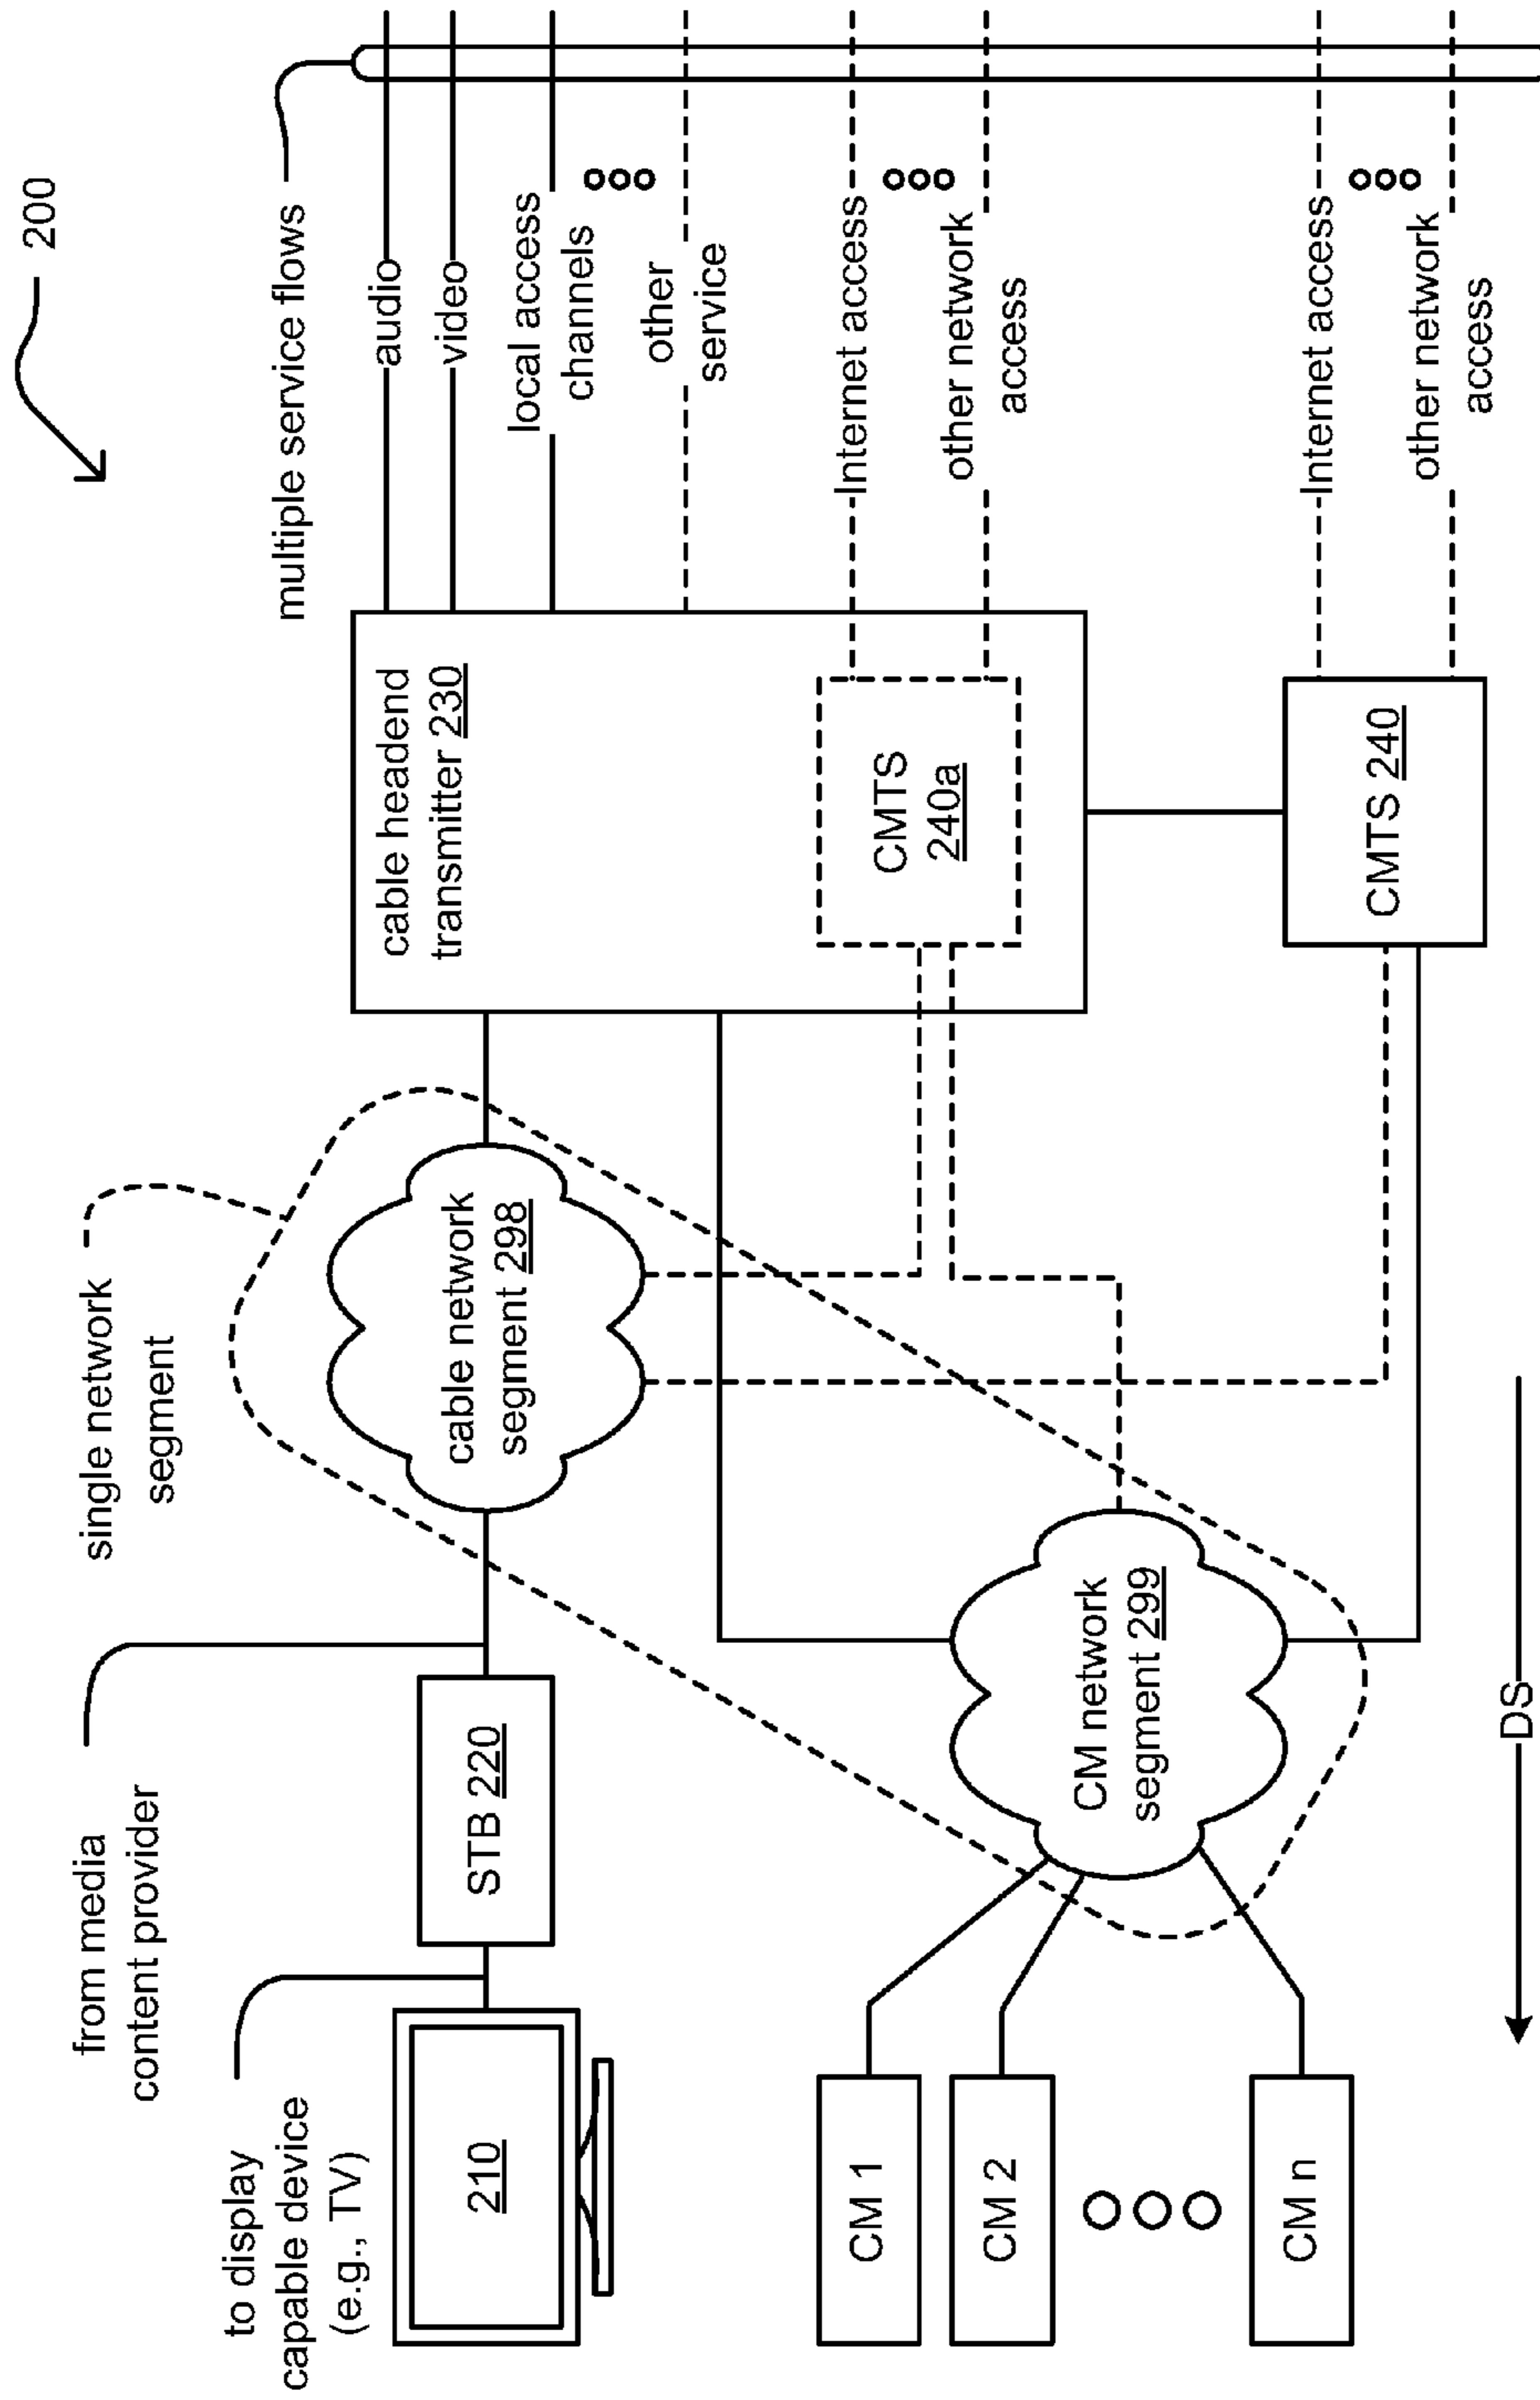 200
multiple service flows
audio
video
local access
channels
other
service
Internet access
other network
access
Internet access
other network
access
cable headend
transmitter 230
CMTS
240a
CMTS 240
single network
segment
cable network
segment 298
CM network
segment 299
from media
content provider
STB 220
to display
capable device
(e.g., TV)
210
CM 1
CM 2
CM n
DS